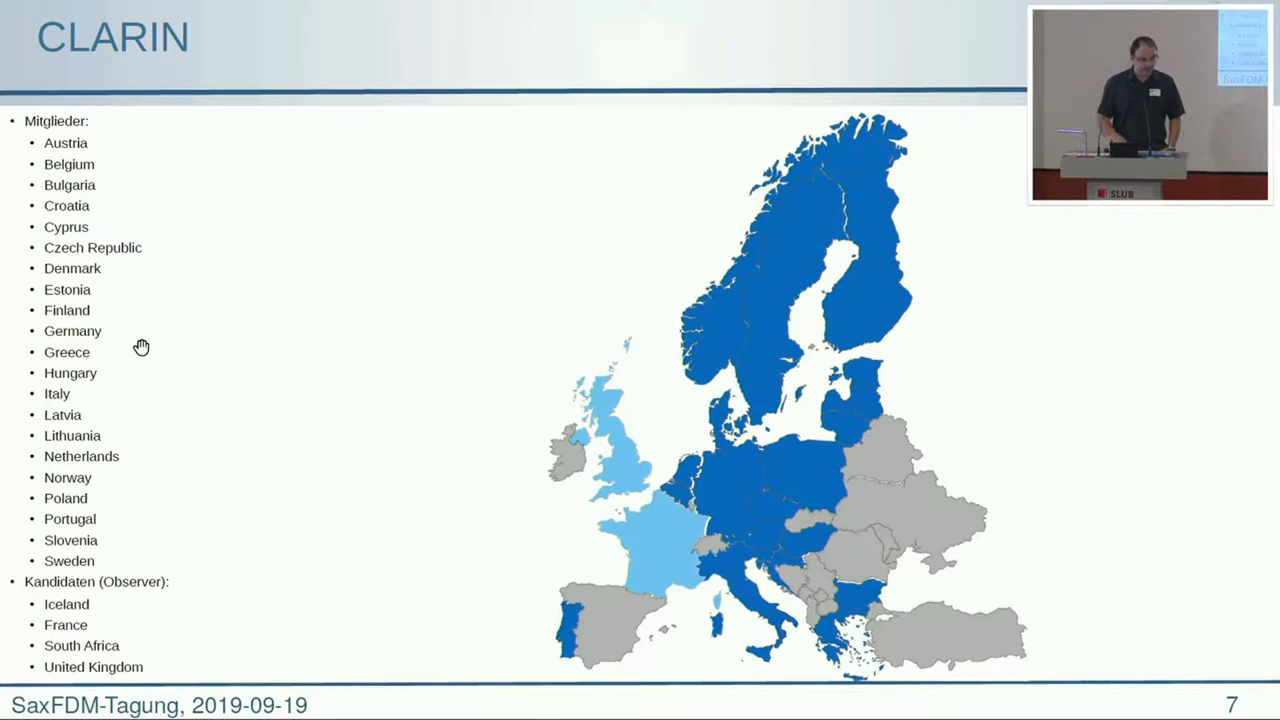 CLARIN
Mitglieder:
Austria
Belgium
Bulgaria
Croatia
Cyprus
Czech Republic
Denmark
Estonia
Finland
Germany
Greece
Hungary
Italy
Latvia
Lithuania
Netherlands
Norway
Poland
Portugal
Slovenia
Sweden
Kandidaten (Observer):
Iceland
France
South Africa
United Kingdom
SLUB
SaxFDM-Tagung, 2019-09-19
7